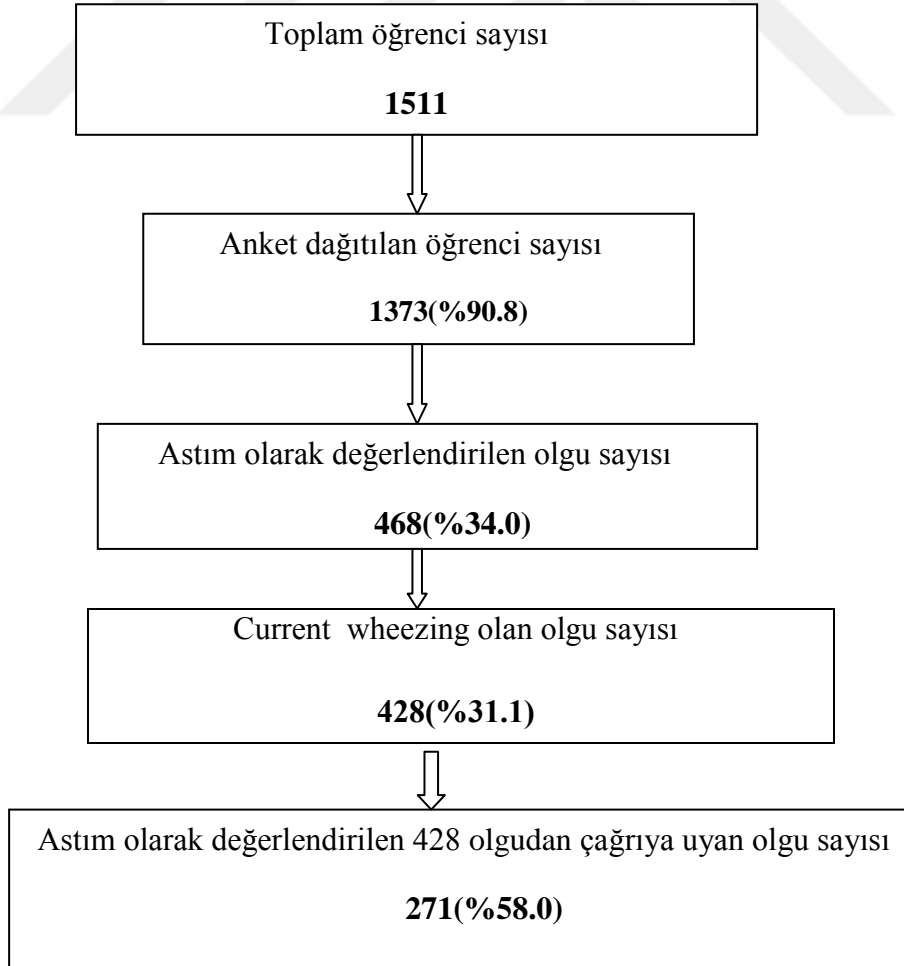 Toplam öğrenci sayısı
1511
Anket dağıtılan öğrenci sayısı
1373(%90.8)
Astım olarak değerlendirilen olgu sayısı
468(%34.0)
Current wheezing olan olgu sayısı
428(%31.1)
Astım olarak değerlendirilen 428 olgudan çağrıya uyan olgu sayısı
271(%58.0)